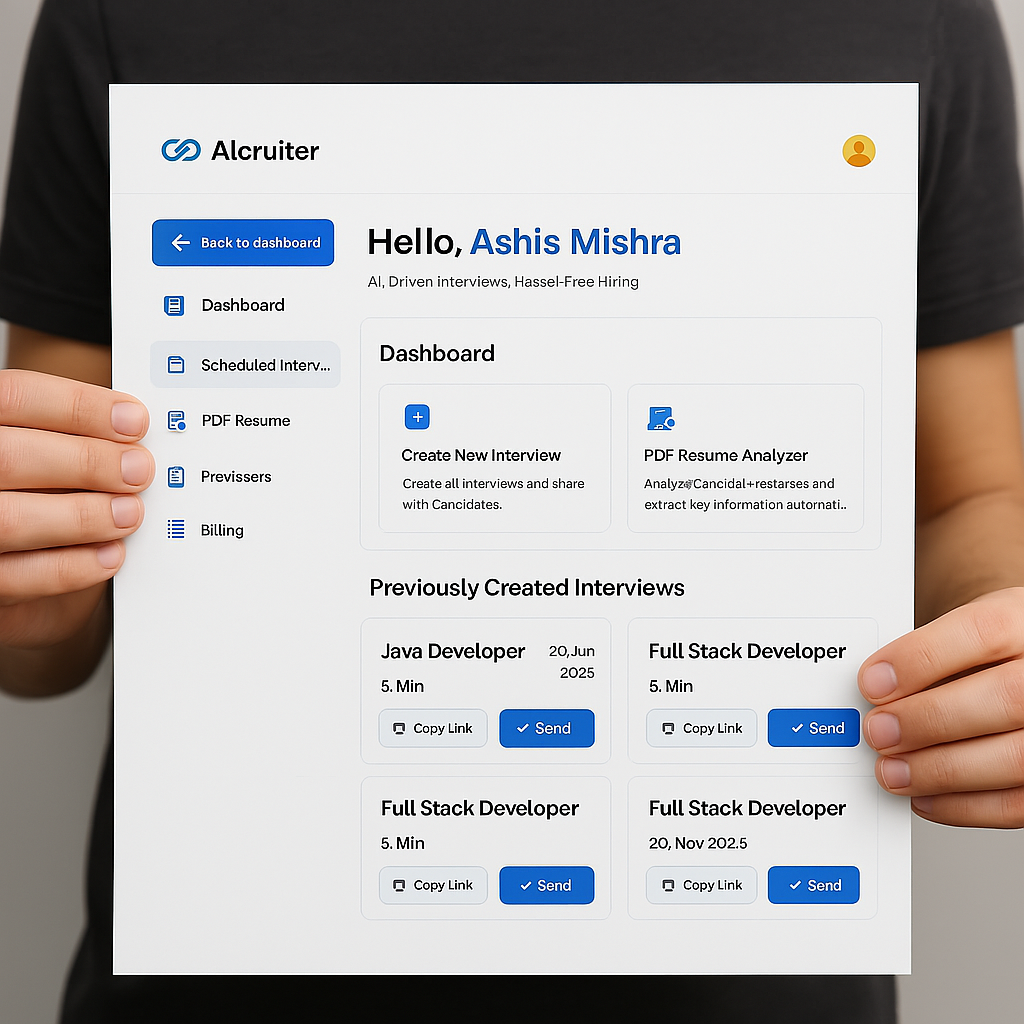 Alcruiter
Back to dashboard
Dashboard
Scheduled Interv...
PDF Resume
Previssers
Billing
Hello, Ashis Mishra
AI, Driven interviews, Hassel-Free Hiring
Dashboard
Create New Interview
Create all interviews and share
with Cancidates.
PDF Resume Analyzer
Cancidal+restarses and
extract key information automati..
Previously Created Interviews
Java Developer
20,Jun
2025
5. Min
Copy Link
Send
Full Stack Developer
5. Min
Copy Link
Send
Full Stack Developer
5. Min
Copy Link
Send
Full Stack Developer
20, Nov 202.5
Copy Link
Send